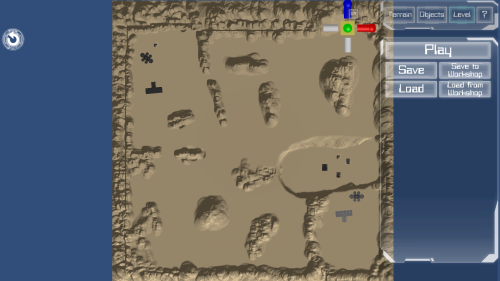 Terrain Objects Level ?
Play
Save
Save to
Workshop
Load
Load from
Workshop